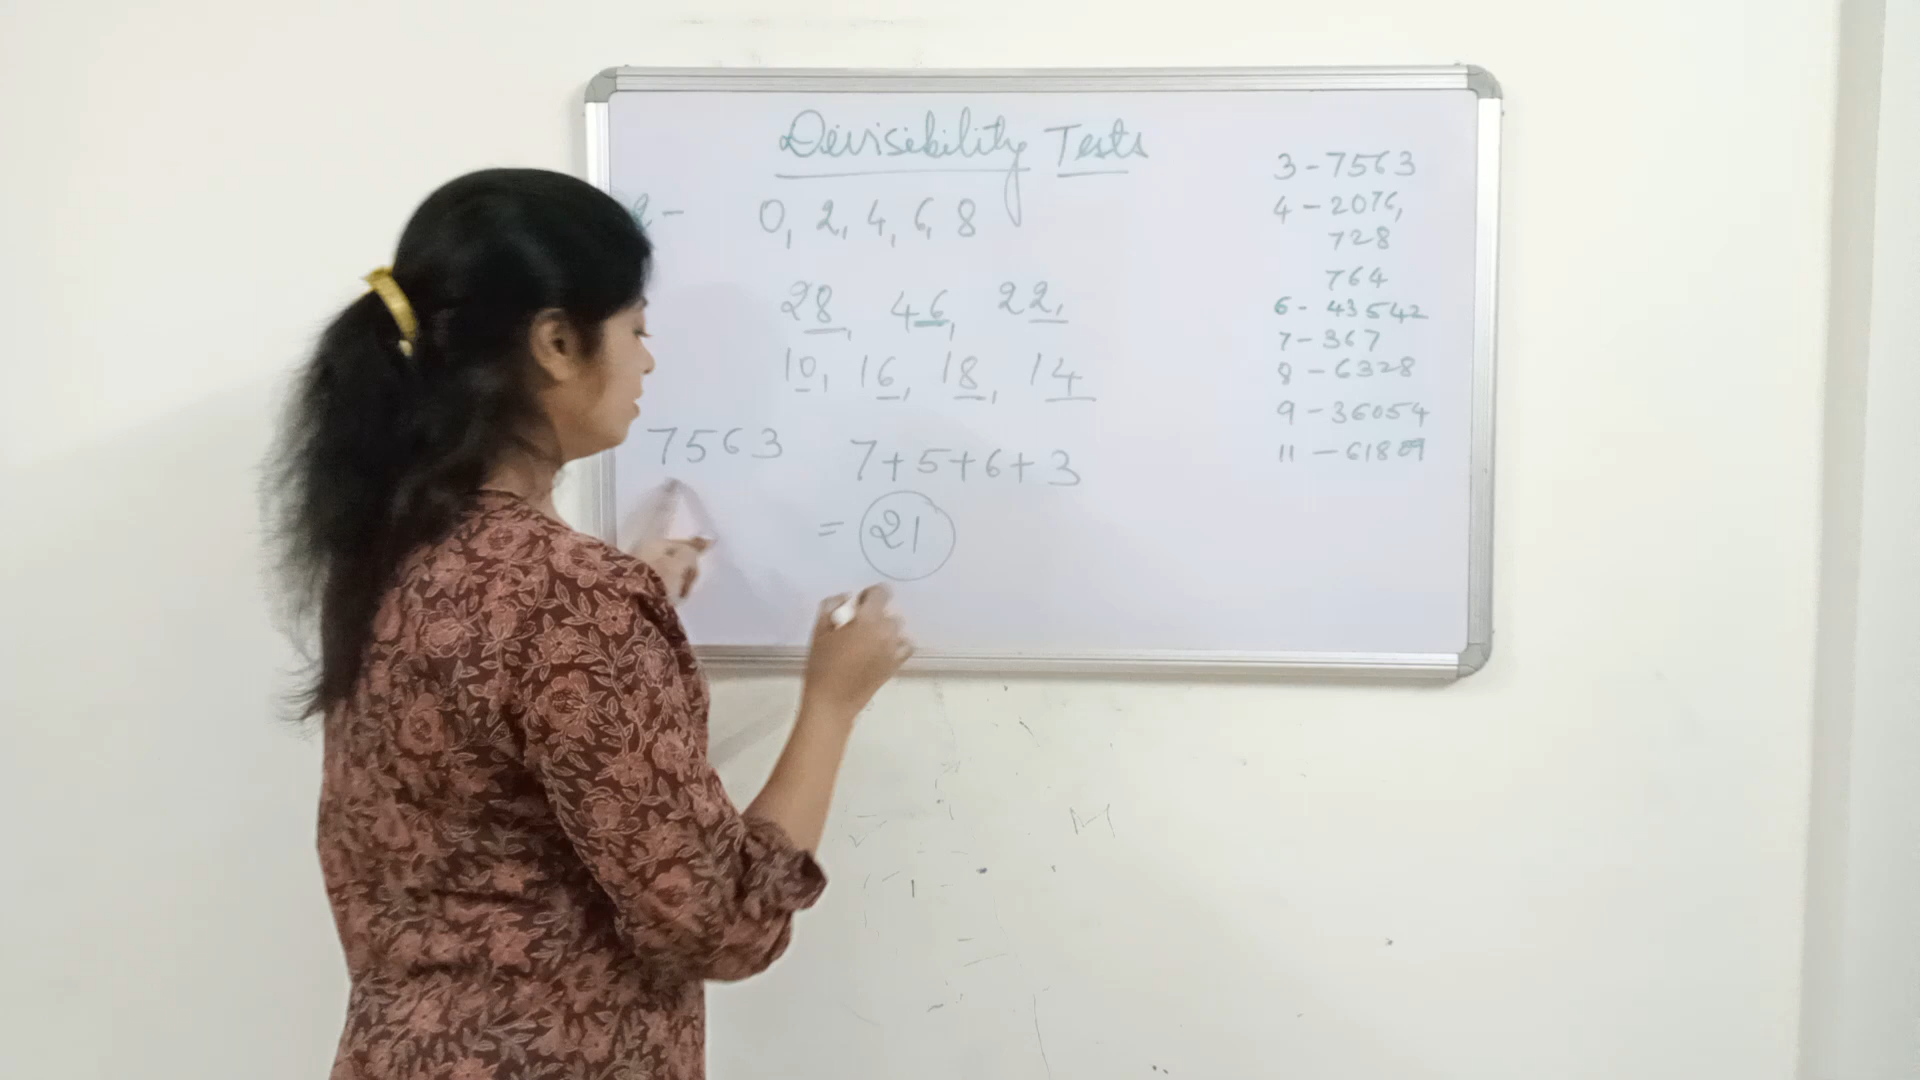 Divisibility Tests
2 - 0, 2, 4, 6, 8
28, 46, 22,
10, 16, 18, 14
7563 7+5+6+3
= 21
3 - 7563
4 - 2076,
728
764
6 - 43542
7 - 367
8 - 6328
9 - 36054
11 - 61809